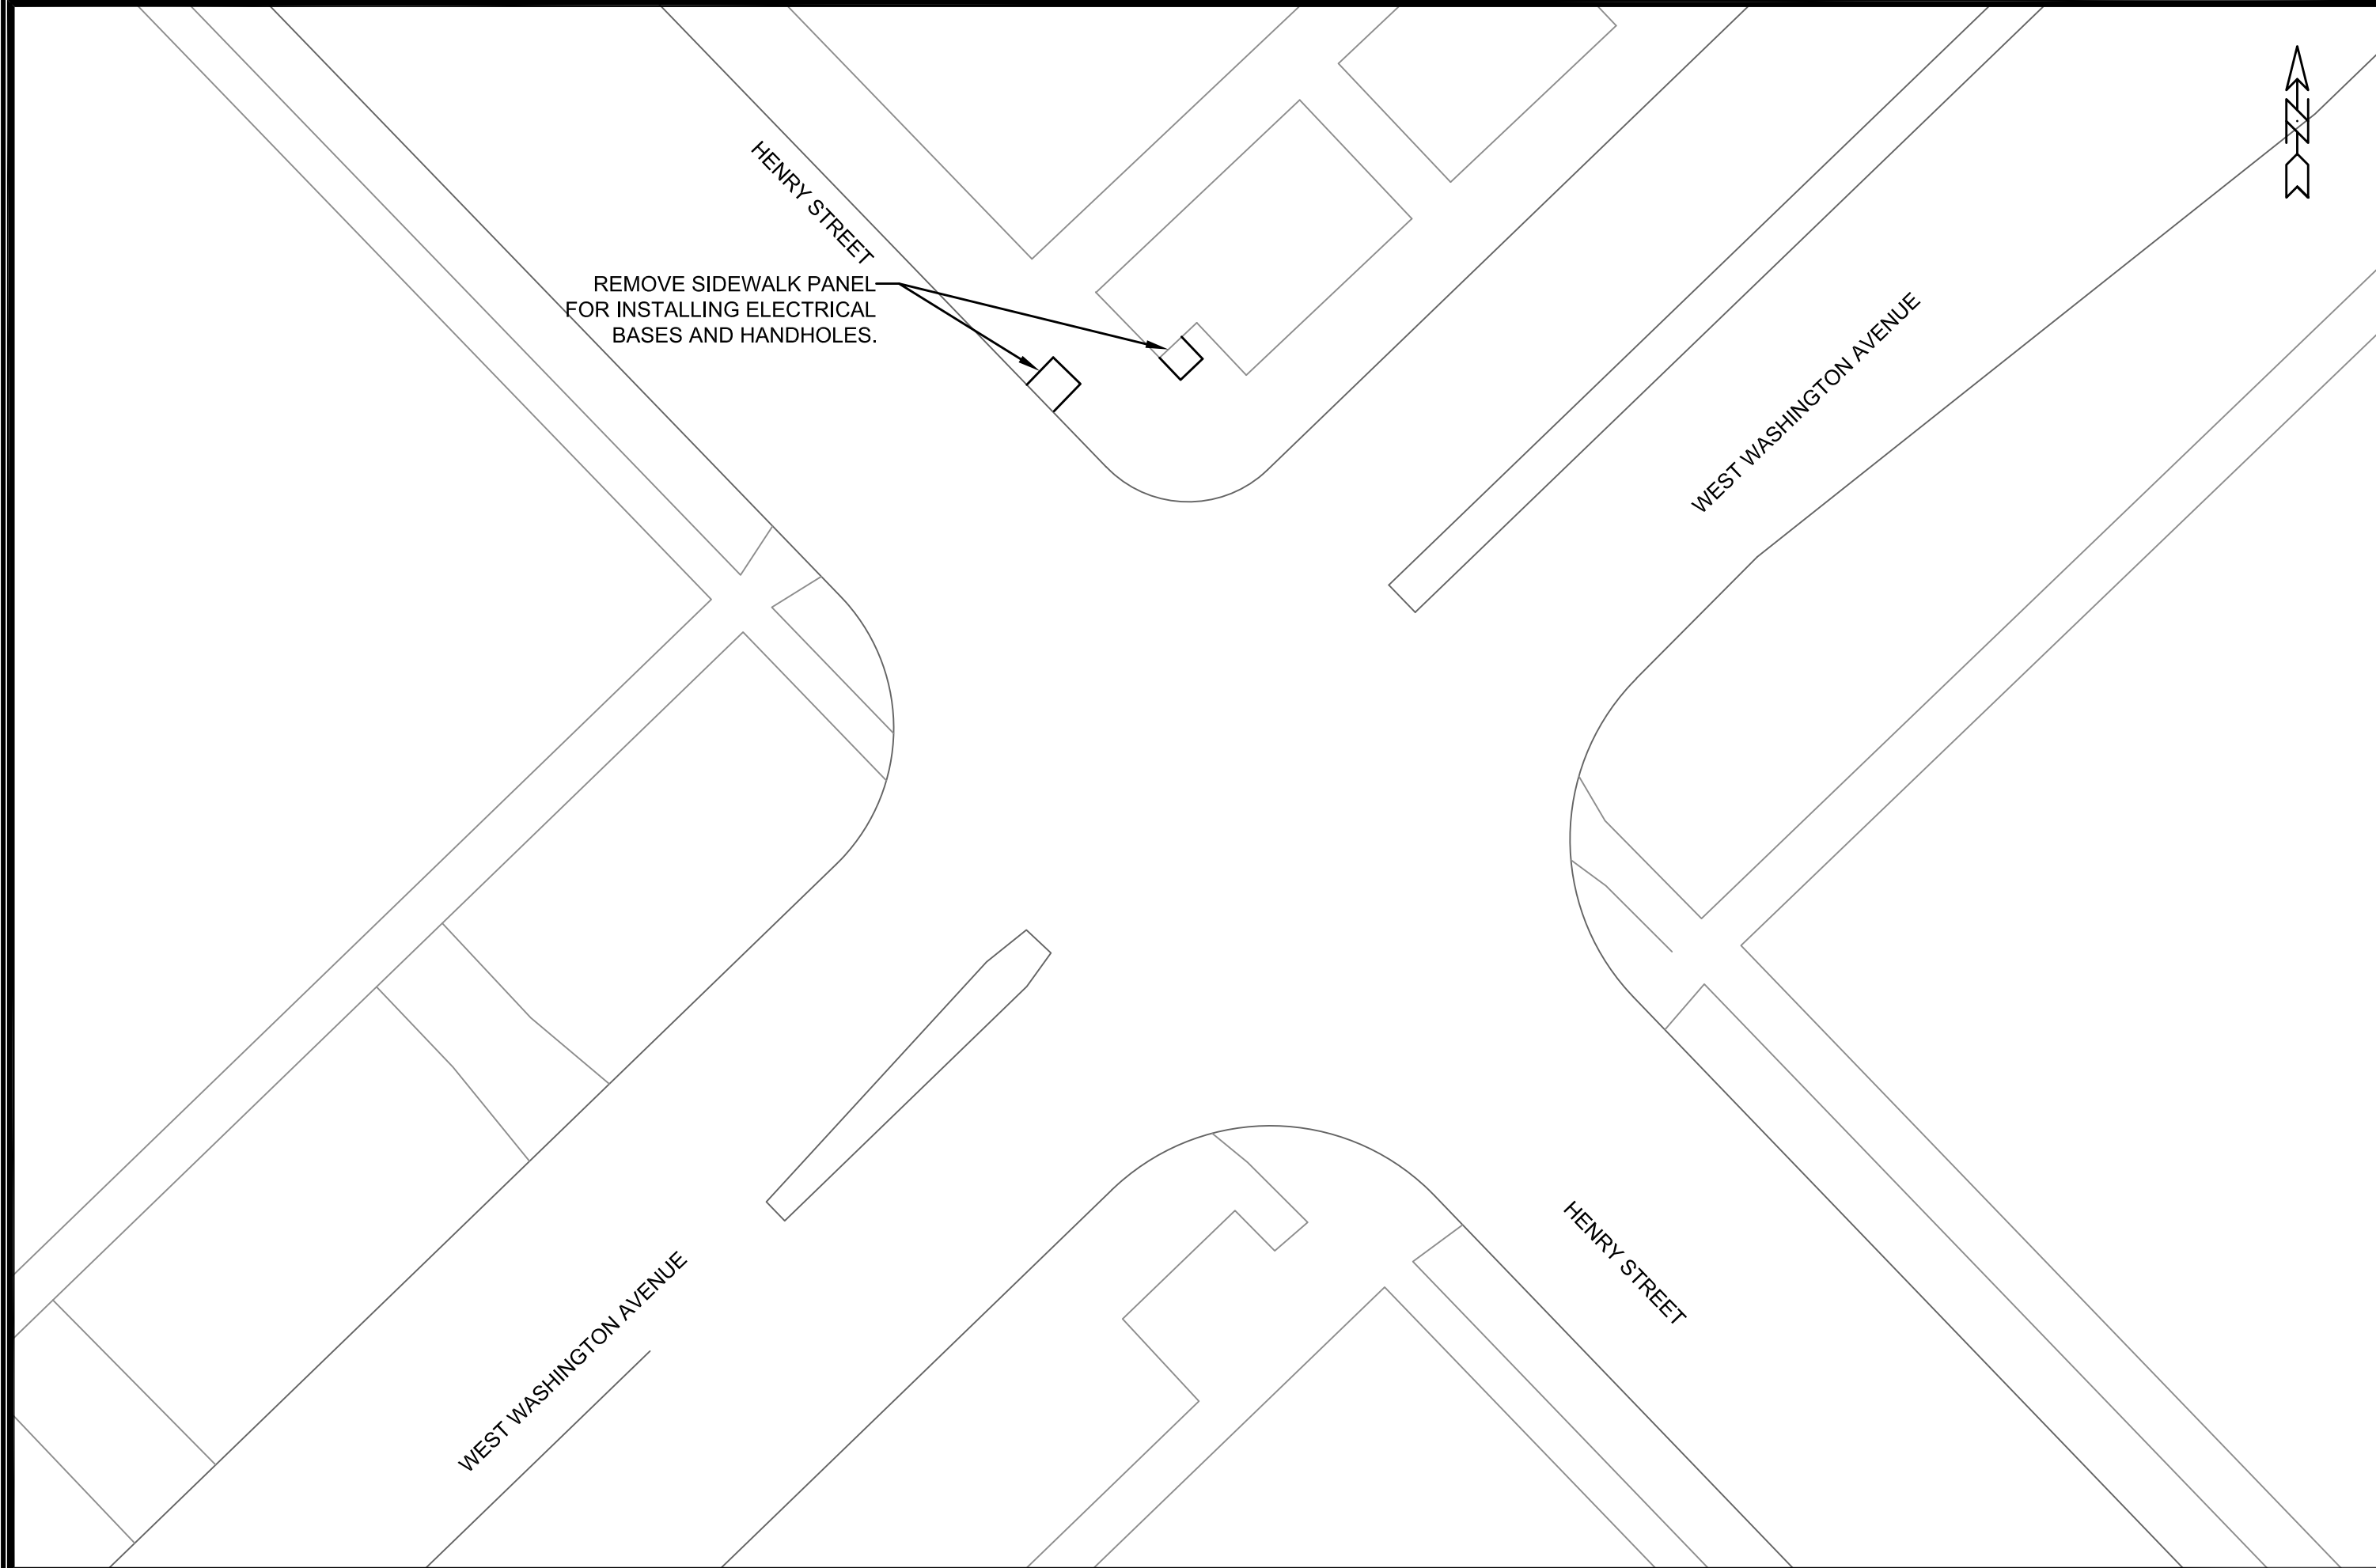 HENRY STREET
REMOVE SIDEWALK PANEL
FOR INSTALLING ELECTRICAL
BASES AND HANDHOLES.
WEST WASHINGTON AVENUE
WEST WASHINGTON AVENUE
HENRY STREET
N